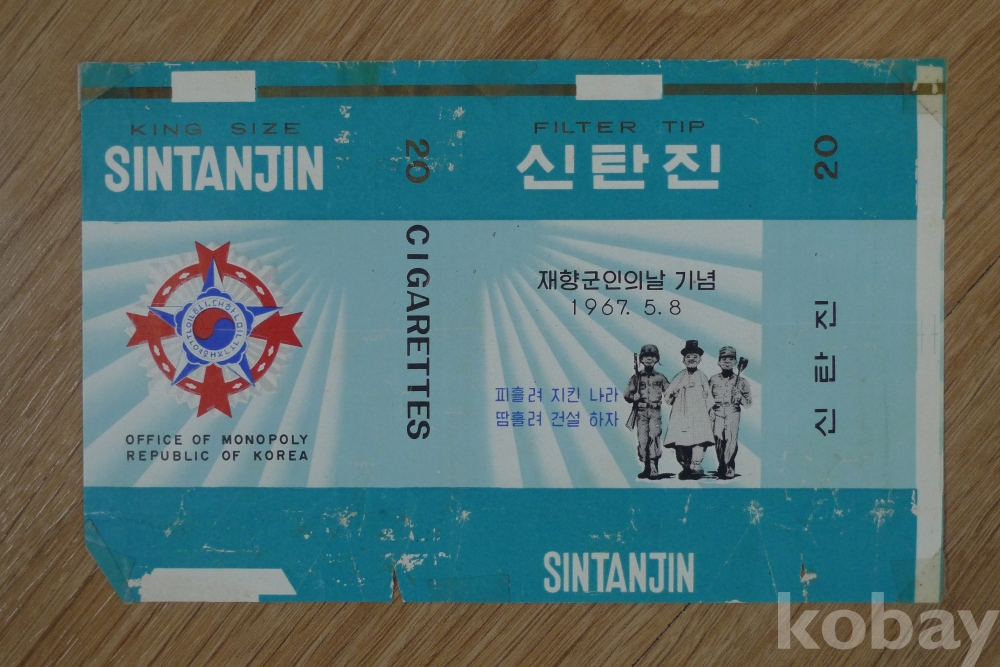 KING SIZE
SINTANJIN
OFFICE OF MONOPOLY
REPUBLIC OF KOREA
20 CIGARETTES
FILTER TIP
신탄진
재향군인의날 기념
1967. 5. 8
피흘려 지킨 나라
땀흘려 건설 하자
SINTANJIN
20
신탄진
kobay